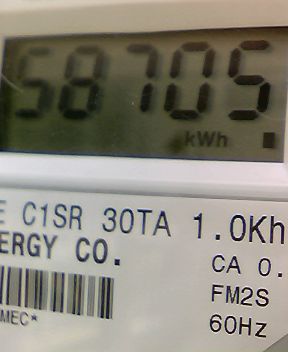 58705
kWh
E C1SR 30TA 1.0Kh
ERGY CO.
CA 0.
FM2S
MEC*
60Hz